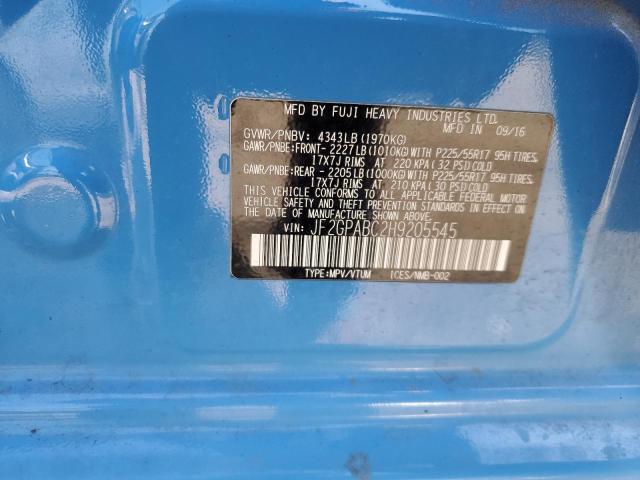 MFD BY FUJI HEAVY INDUSTRIES LTD.
MFD IN 09/16
GVWR/PNBV: 4343LB(1970KG)
GAWR/PNBE:FRONT- 2227LB(1010KG)WITH P225/55R17 95H TIRES
17X7J RIMS AT 220 KPA(32 PSI)COLD
GAWR/PNBE:REAR - 2205LB(1000KG)WITH P225/55R17 95H TIRES
17X7J RIMS AT 210 KPA(30 PSI)COLD
THIS VEHICLE CONFORMS TO ALL APPLICABLE FEDERAL MOTOR
VEHICLE SAFETY AND THEFT PREVENTION STANDARDS IN EFFECT
ON THE DATE OF MANUFACTURE SHOWN ABOVE.
VIN: JF2GPABC2H9205545
TYPE:MPV/VTUM ICES/NMB-002